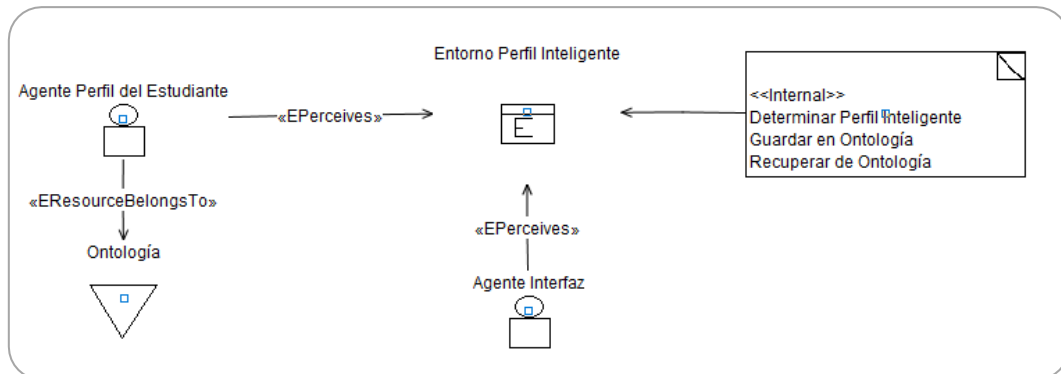 Entorno Perfil Inteligente
Agente Perfil del Estudiante
«EPerceives»
E
<<Internal>>
Determinar Perfil Inteligente
Guardar en Ontología
Recuperar de Ontología
«EResourceBelongsTo»
Ontología
«EPerceives»
Agente Interfaz